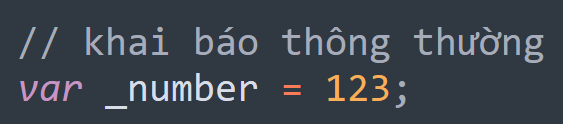 // khai báo thông thường
var _number = 123;